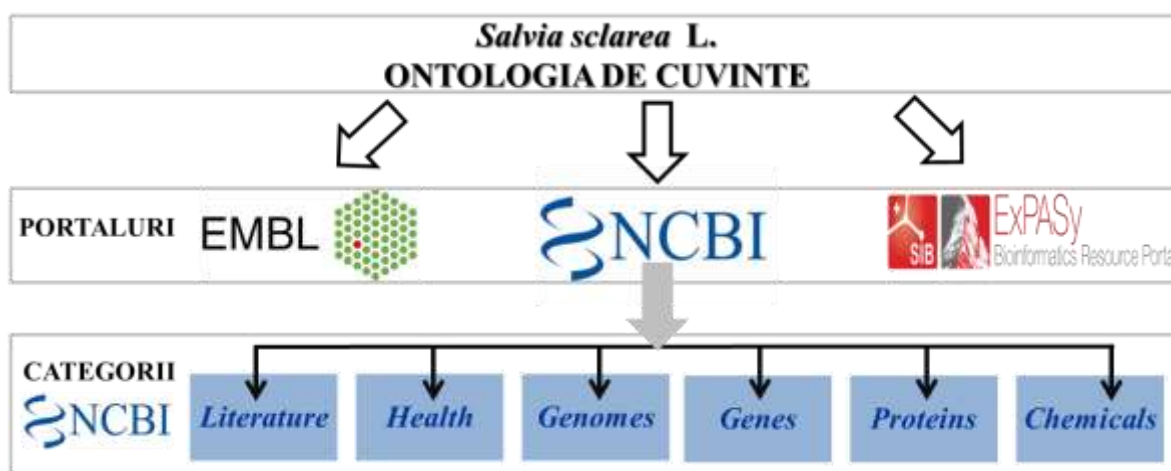 Salvia sclarea L.
ONTOLOGIA DE CUVINTE
PORTALURI
EMBL
NCBI
SIB
ExPASy
Bioinformatics Resource Porta
CATEGORII
NCBI
Literature
Health
Genomes
Genes
Proteins
Chemicals